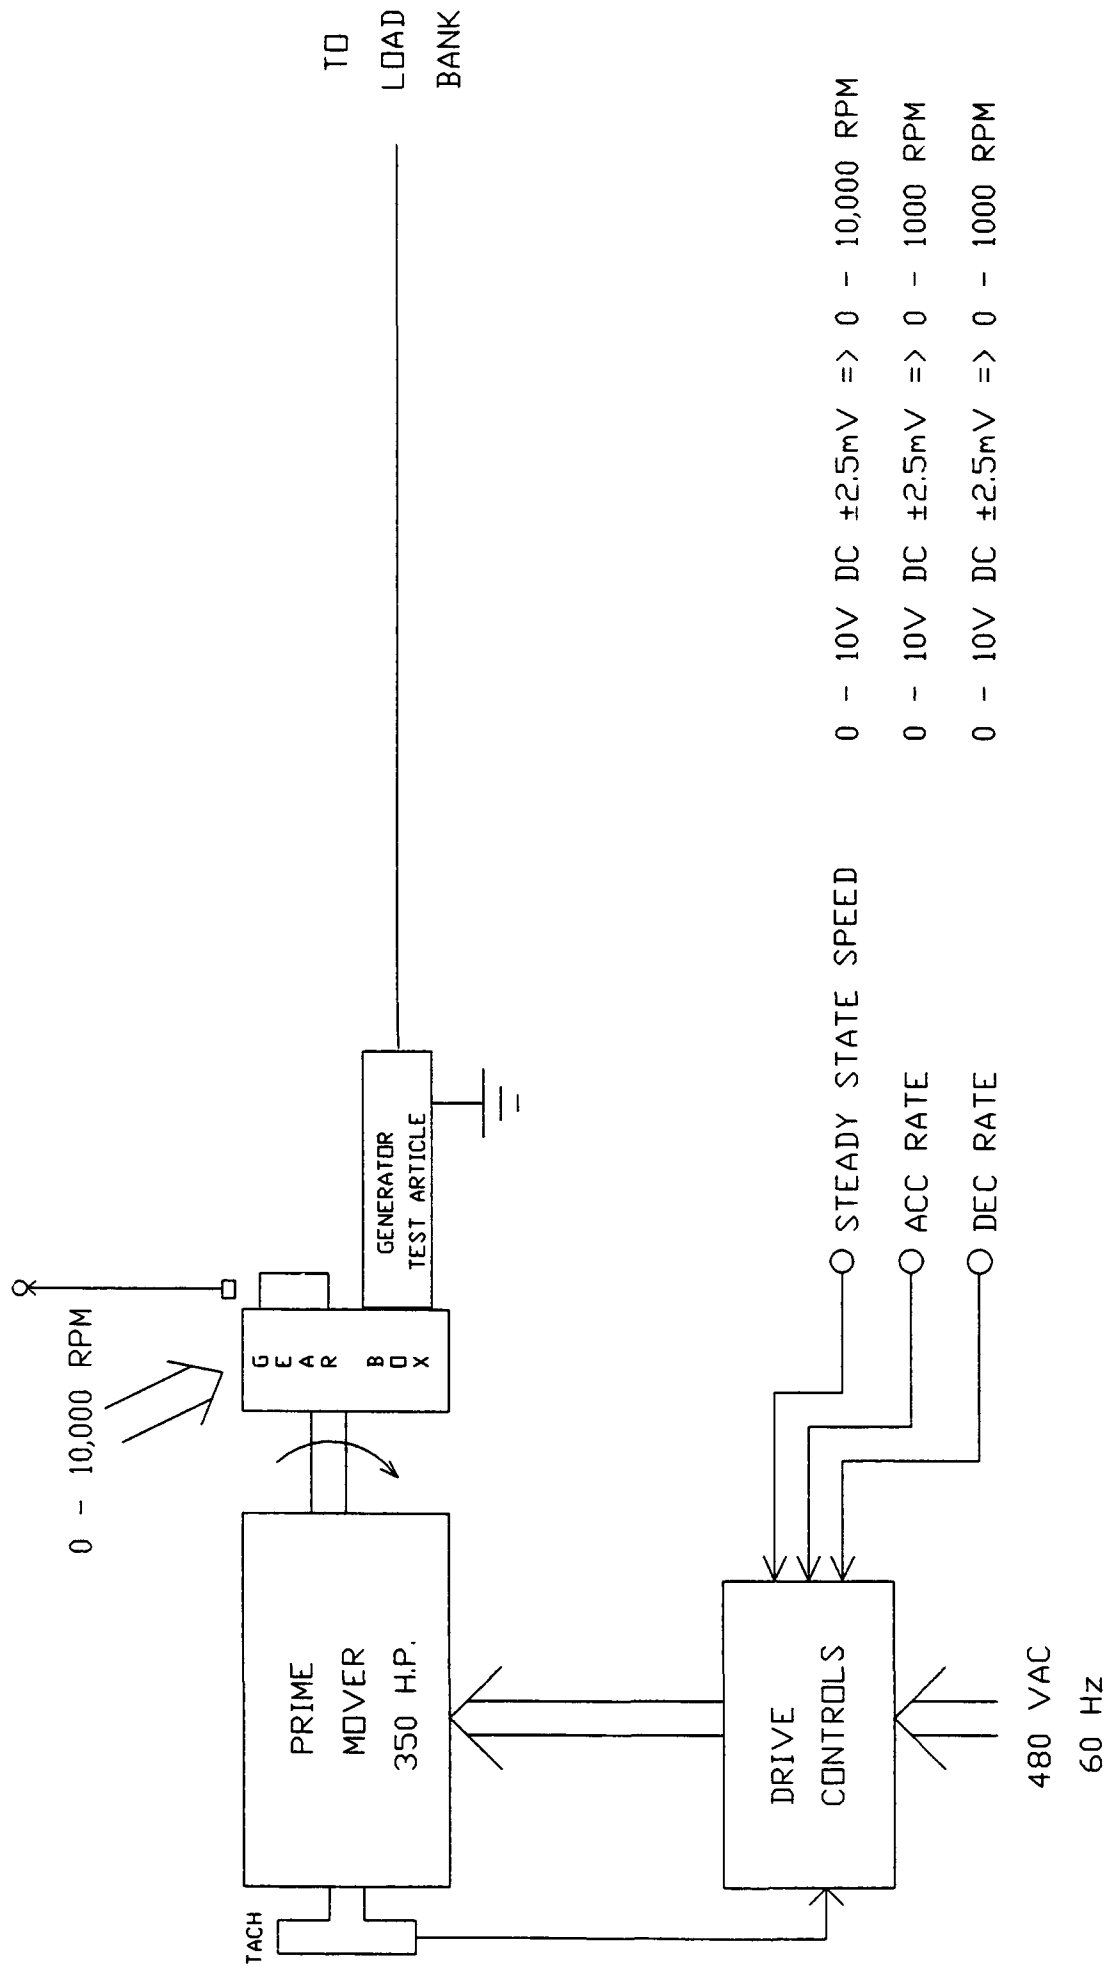 0 - 10,000 RPM
TACH
PRIME
MOVER
350 H.P.
GEAR
BOX
GENERATOR
TEST ARTICLE
TO
LOAD
BANK
DRIVE
CONTROLS
STEADY STATE SPEED
0 - 10V DC ±2.5mV => 0 - 10,000 RPM
ACC RATE
0 - 10V DC ±2.5mV => 0 - 1000 RPM
DEC RATE
0 - 10V DC ±2.5mV => 0 - 1000 RPM
480 VAC
60 Hz